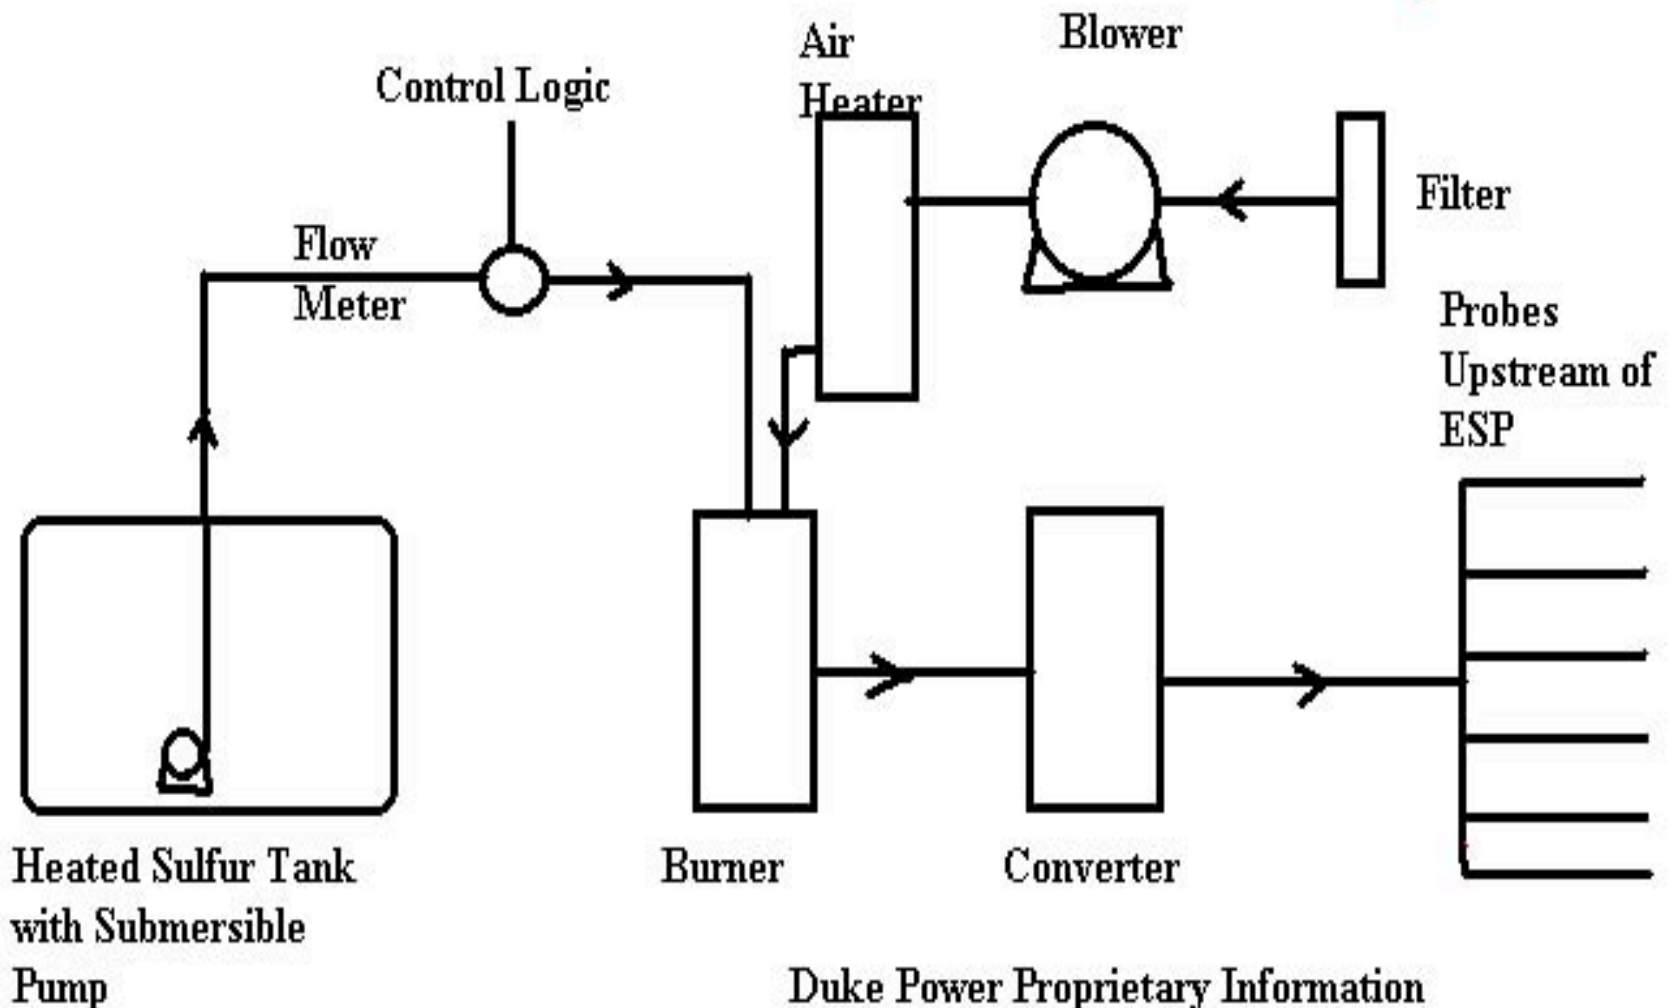 Air
Heater
Blower
Control Logic
Filter
Flow
Meter
Probes
Upstream of
ESP
Heated Sulfur Tank
with Submersible
Pump
Burner
Converter
Duke Power Proprietary Information